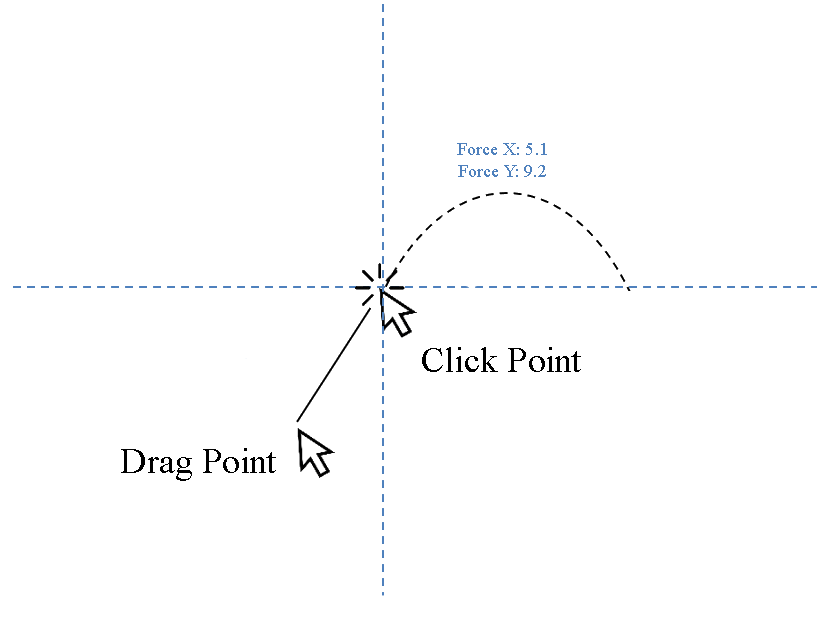 Force X: 5.1
Force Y: 9.2
Click Point
Drag Point